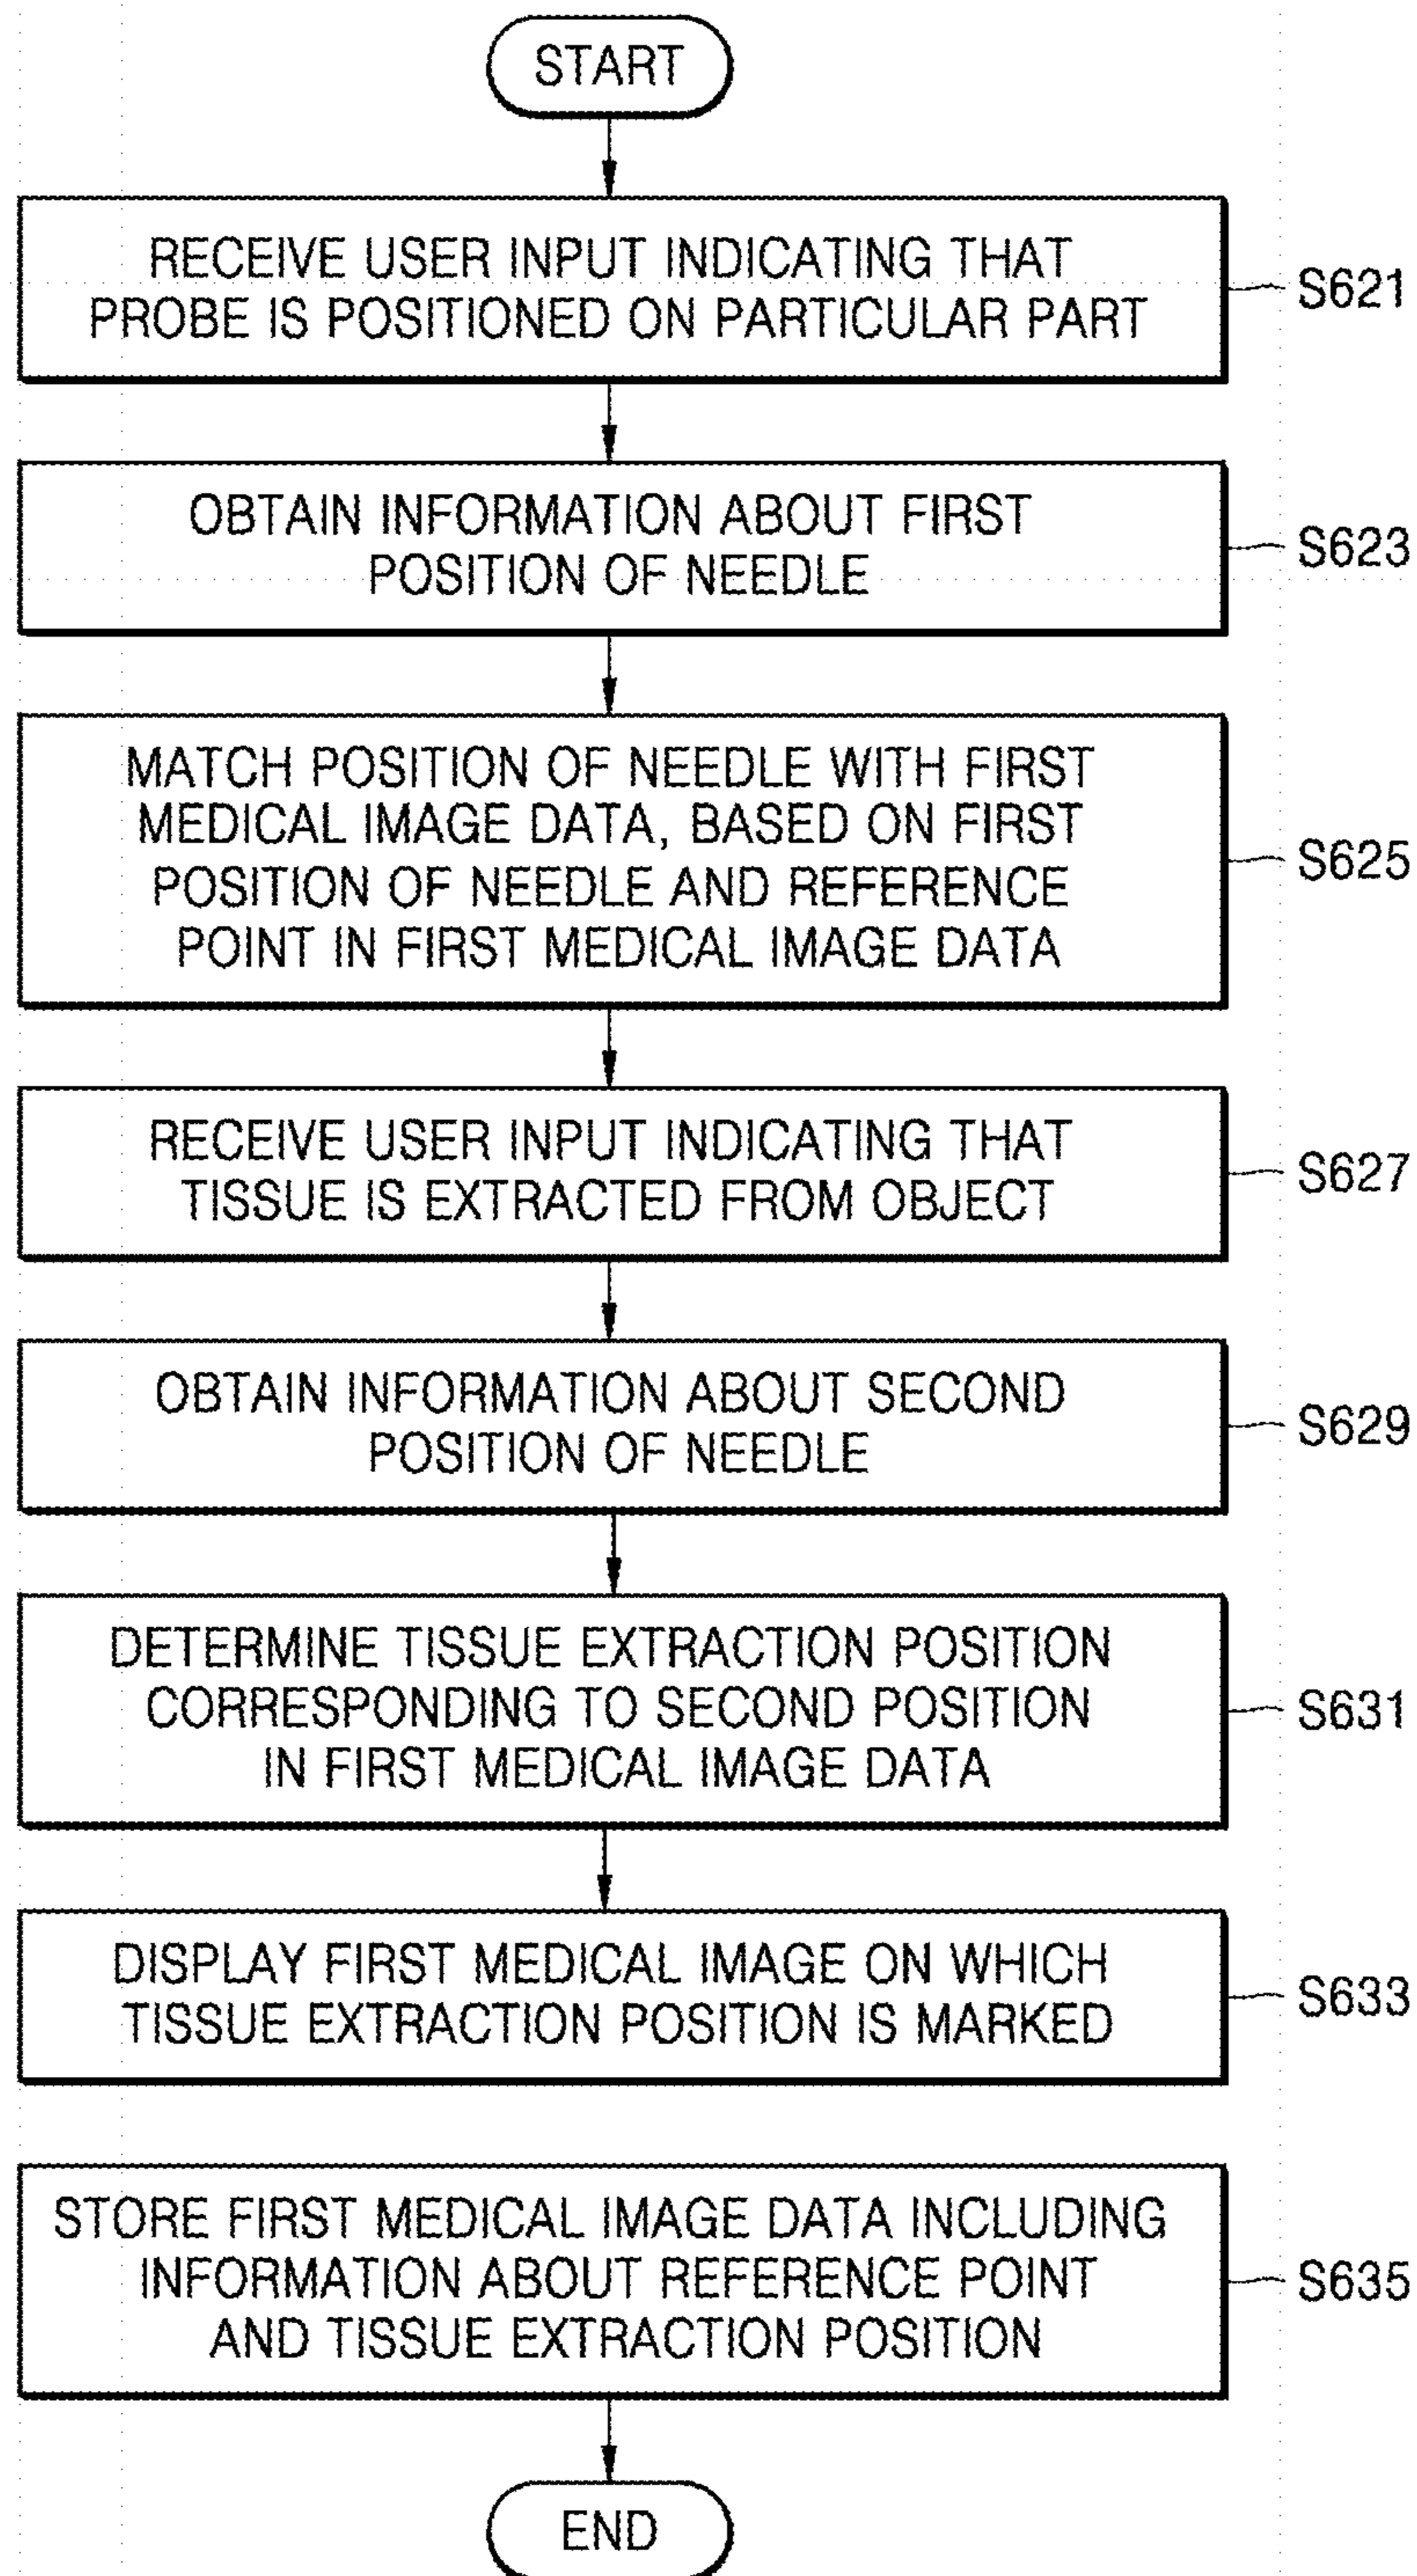 START
RECEIVE USER INPUT INDICATING THAT
PROBE IS POSITIONED ON PARTICULAR PART
S621
OBTAIN INFORMATION ABOUT FIRST
POSITION OF NEEDLE
S623
MATCH POSITION OF NEEDLE WITH FIRST
MEDICAL IMAGE DATA, BASED ON FIRST
POSITION OF NEEDLE AND REFERENCE
POINT IN FIRST MEDICAL IMAGE DATA
S625
RECEIVE USER INPUT INDICATING THAT
TISSUE IS EXTRACTED FROM OBJECT
S627
OBTAIN INFORMATION ABOUT SECOND
POSITION OF NEEDLE
S629
DETERMINE TISSUE EXTRACTION POSITION
CORRESPONDING TO SECOND POSITION
IN FIRST MEDICAL IMAGE DATA
S631
DISPLAY FIRST MEDICAL IMAGE ON WHICH
TISSUE EXTRACTION POSITION IS MARKED
S633
STORE FIRST MEDICAL IMAGE DATA INCLUDING
INFORMATION ABOUT REFERENCE POINT
AND TISSUE EXTRACTION POSITION
S635
END